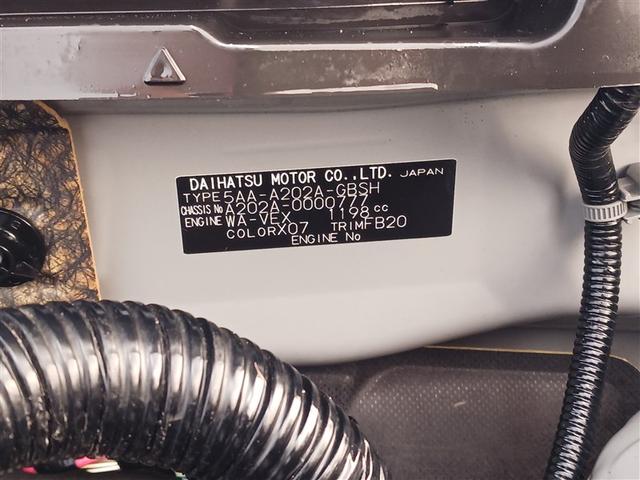 DAIHATSU MOTOR CO.,LTD. JAPAN
TYPE 5AA-A202A-GBSH
CHASSIS No A202A-0000777
ENGINE WA-VEX 1198 cc
COLOR X07 TRIM FB20
ENGINE No